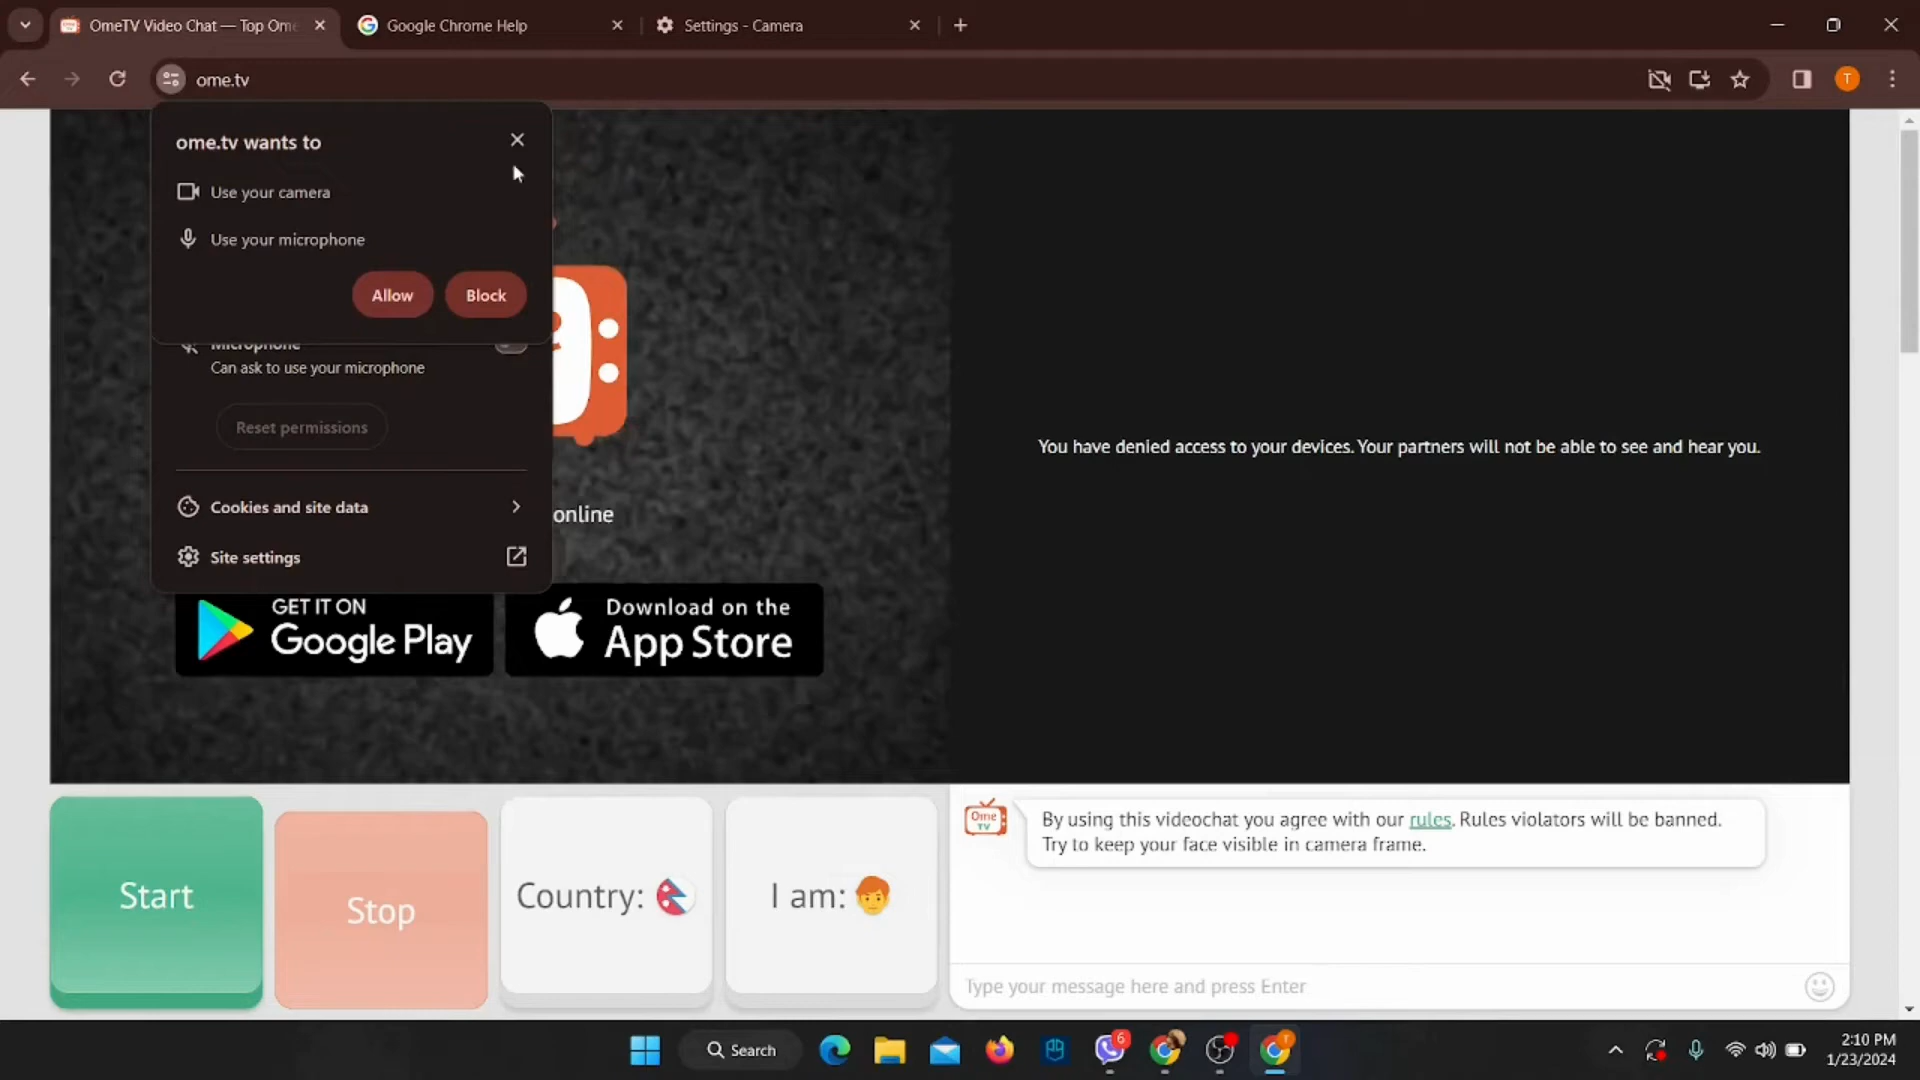 OmeTV Video Chat — Top Ome
Google Chrome Help
Settings - Camera
ome.tv
T
ome.tv wants to
Use your camera
Use your microphone
Allow
Block
Microphone
Can ask to use your microphone
Reset permissions
Cookies and site data
Site settings
online
You have denied access to your devices. Your partners will not be able to see and hear you.
GET IT ON
Google Play
Download on the
App Store
Start
Stop
Country:
I am:
Ome
TV
By using this videochat you agree with our rules. Rules violators will be banned.
Try to keep your face visible in camera frame.
Type your message here and press Enter
Search
6
T
2:10 PM
1/23/2024